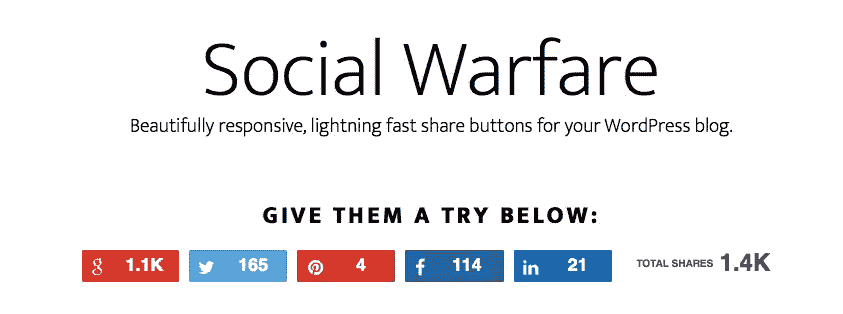 Social Warfare
Beautifully responsive, lightning fast share buttons for your WordPress blog.
GIVE THEM A TRY BELOW:
1.1K 165 4 114 21 TOTAL SHARES 1.4K